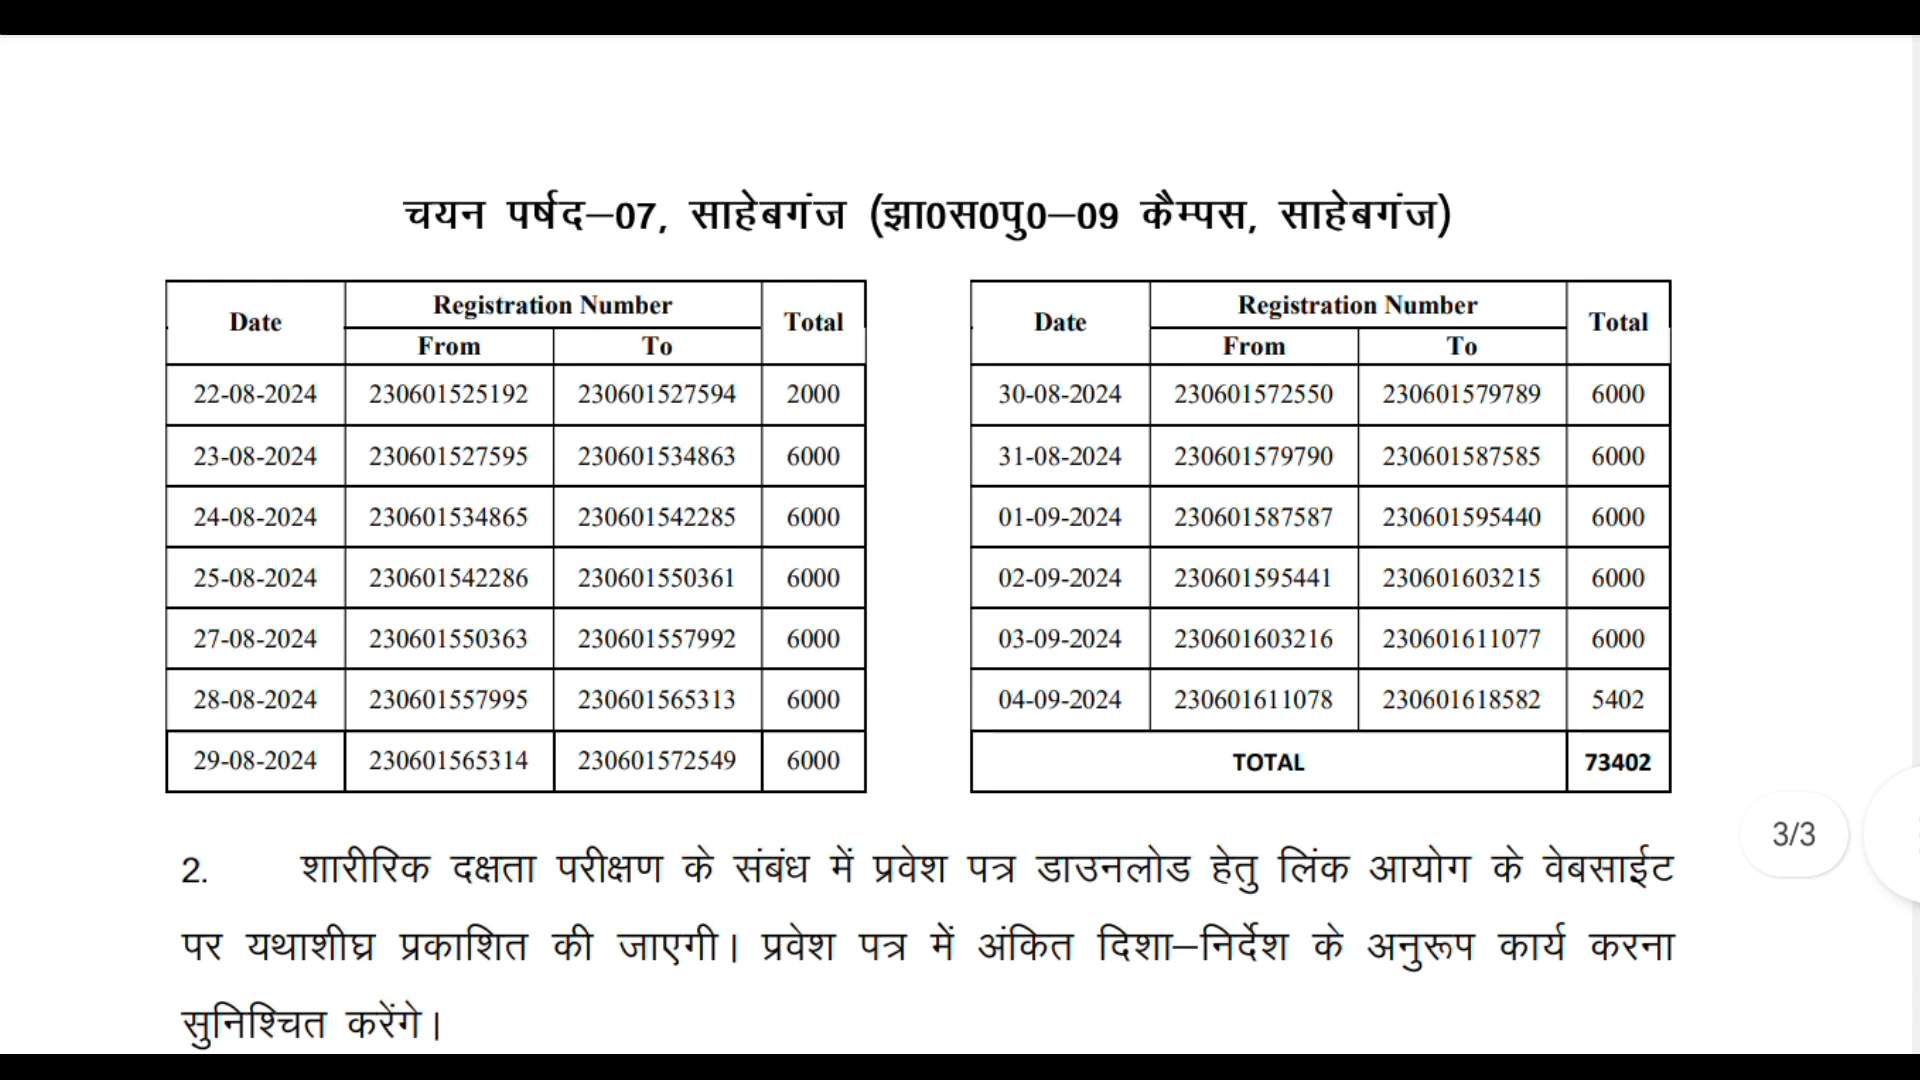 चयन पर्षद–07, साहेबगंज (झा0स0पु0–09 कैम्पस, साहेबगंज)
Date Registration Number Total
From To
22-08-2024 230601525192 230601527594 2000
23-08-2024 230601527595 230601534863 6000
24-08-2024 230601534865 230601542285 6000
25-08-2024 230601542286 230601550361 6000
27-08-2024 230601550363 230601557992 6000
28-08-2024 230601557995 230601565313 6000
29-08-2024 230601565314 230601572549 6000
Date Registration Number Total
From To
30-08-2024 230601572550 230601579789 6000
31-08-2024 230601579790 230601587585 6000
01-09-2024 230601587587 230601595440 6000
02-09-2024 230601595441 230601603215 6000
03-09-2024 230601603216 230601611077 6000
04-09-2024 230601611078 230601618582 5402
TOTAL 73402
3/3
2. शारीरिक दक्षता परीक्षण के संबंध में प्रवेश पत्र डाउनलोड हेतु लिंक आयोग के वेबसाईट
पर यथाशीघ्र प्रकाशित की जाएगी। प्रवेश पत्र में अंकित दिशा–निर्देश के अनुरूप कार्य करना
सुनिश्चित करेंगे।